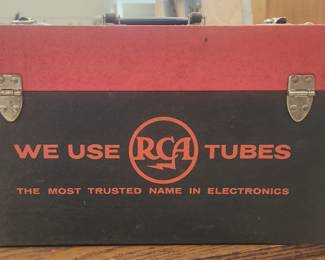 WE USE RCA TUBES
THE MOST TRUSTED NAME IN ELECTRONICS